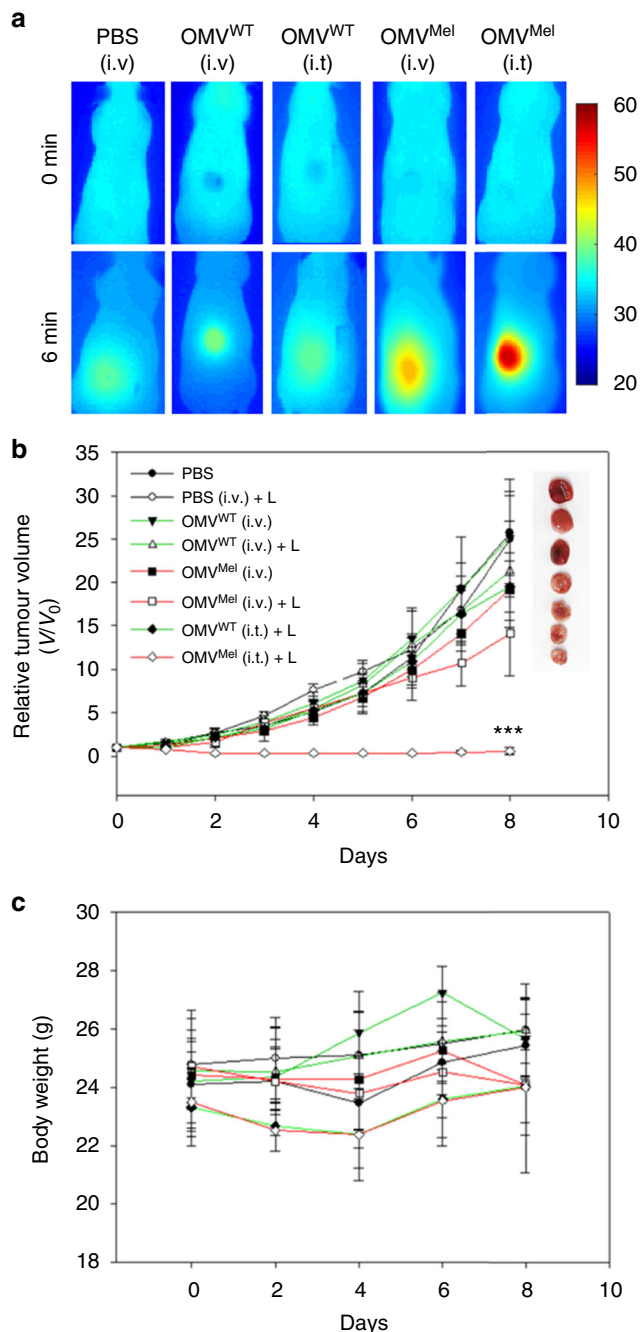 a
PBS (i.v)
OMV^WT (i.v)
OMV^WT (i.t)
OMV^Mel (i.v)
OMV^Mel (i.t)
0 min
6 min
60
50
40
30
20
b
35
30
25
20
15
10
5
0
Relative tumour volume
(V/V₀)
PBS
PBS (i.v.) + L
OMV^WT (i.v.)
OMV^WT (i.v.) + L
OMV^Mel (i.v.)
OMV^Mel (i.v.) + L
OMV^WT (i.t.) + L
OMV^Mel (i.t.) + L
***
0 2 4 6 8 10
Days
c
30
28
26
24
22
20
18
Body weight (g)
0 2 4 6 8 10
Days